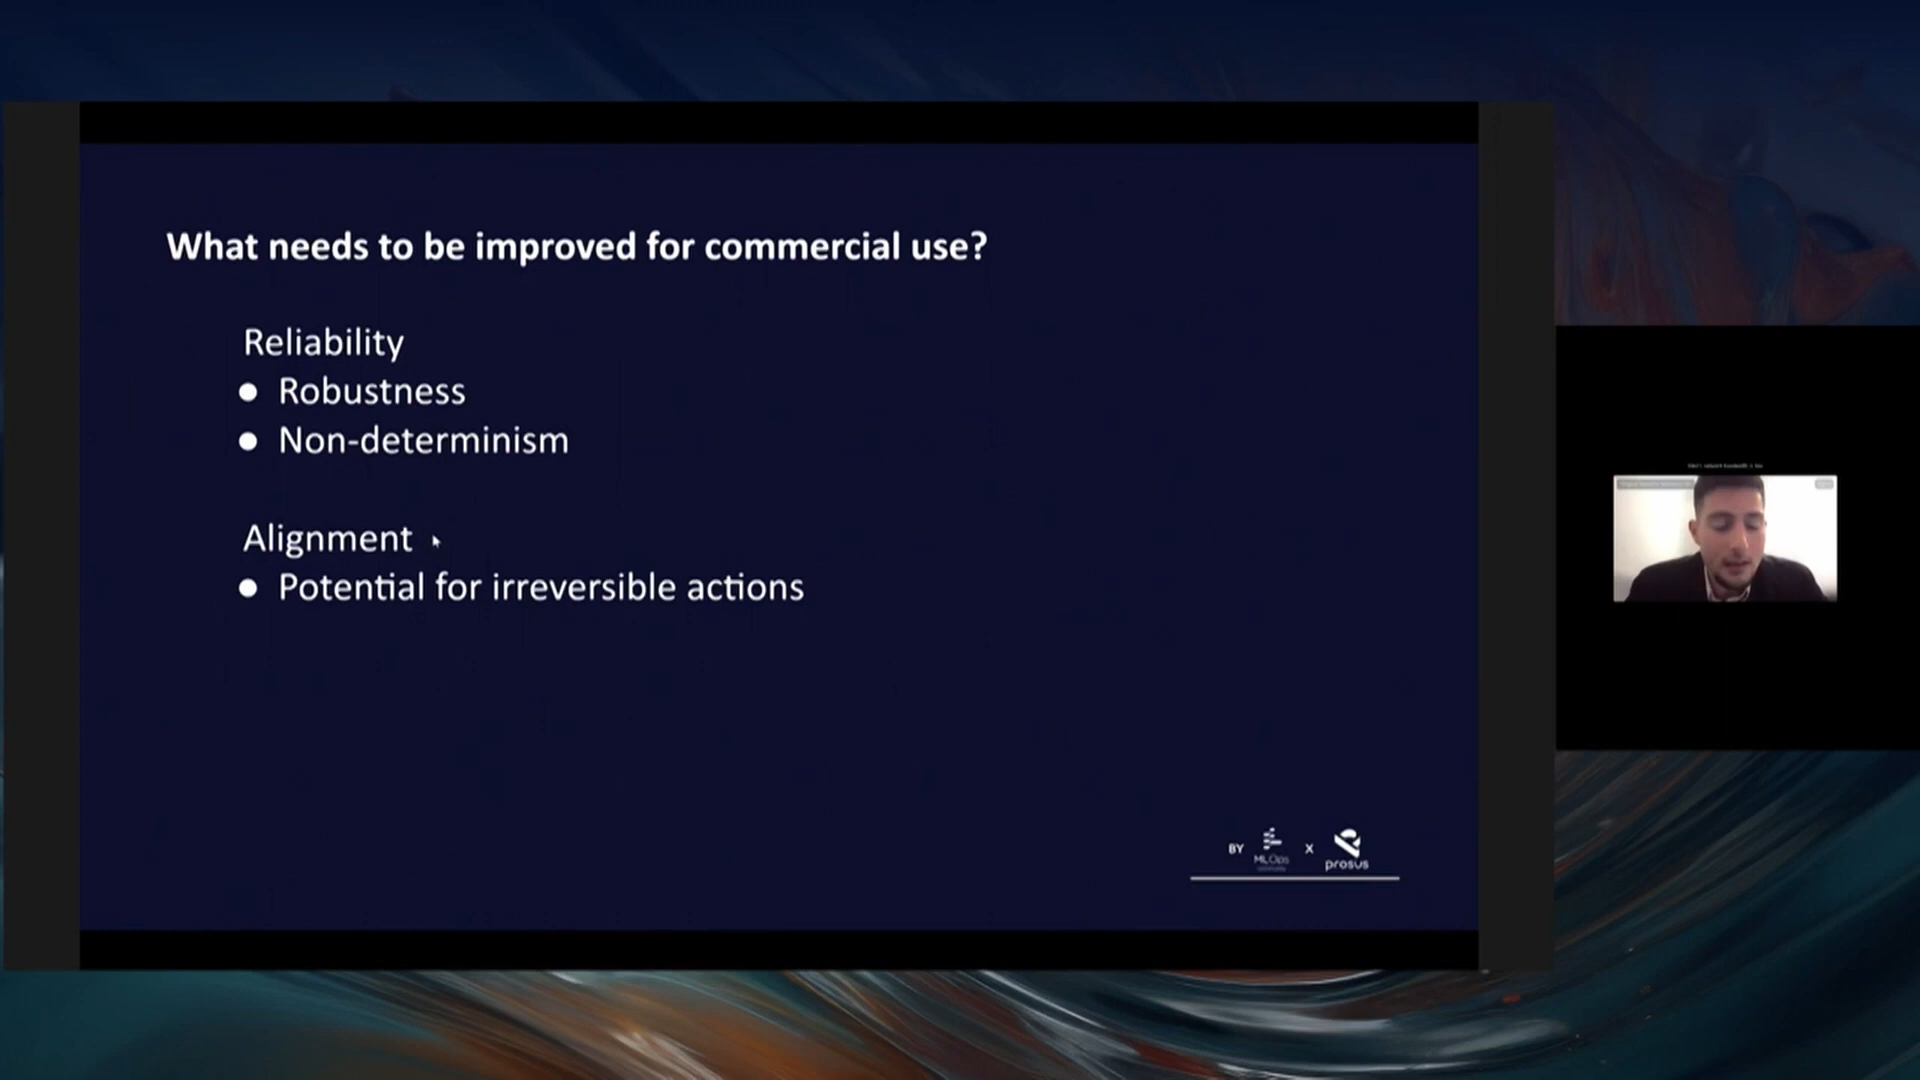 What needs to be improved for commercial use?
Reliability
● Robustness
● Non-determinism
Alignment
● Potential for irreversible actions
BY MLOps X prosus